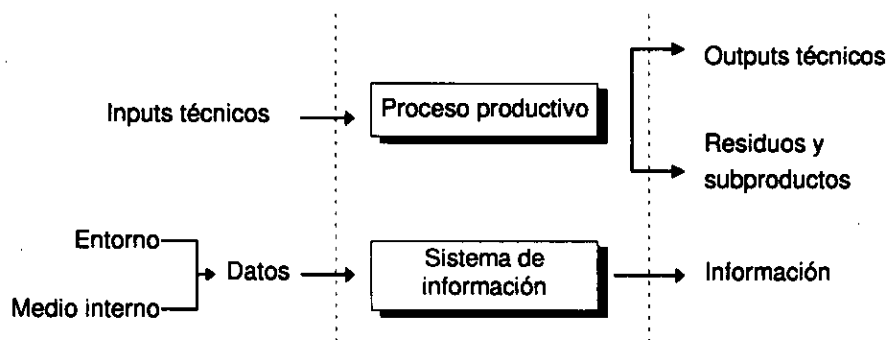 Outputs técnicos
Inputs técnicos
Proceso productivo
Residuos y
subproductos
Entorno
Datos
Sistema de
información
Información
Medio interno